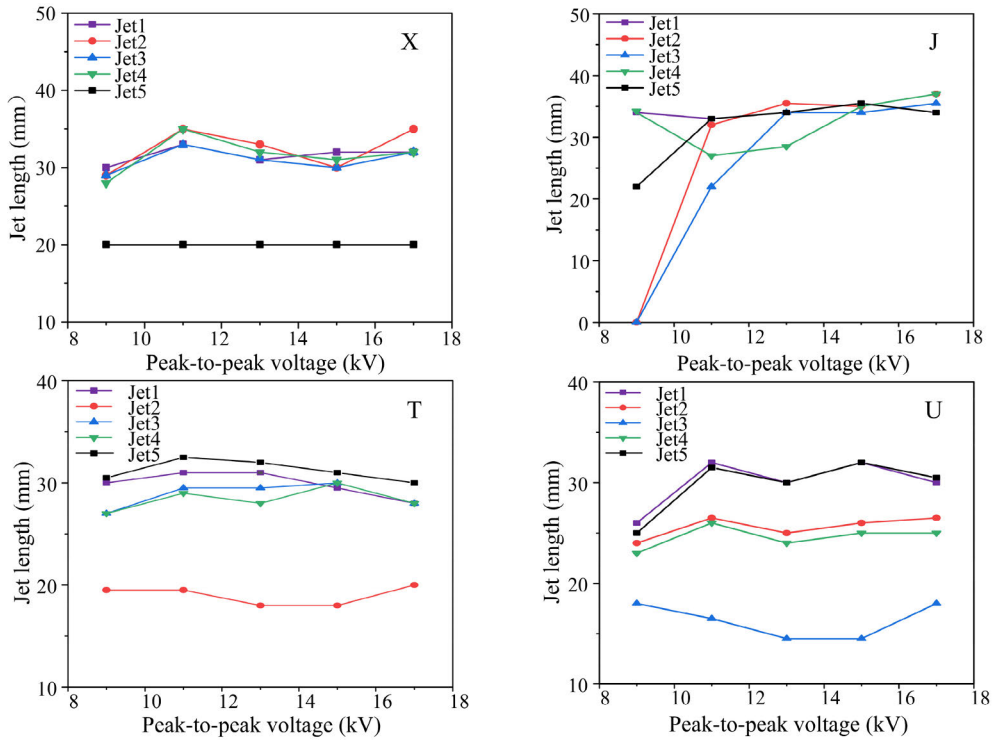 50
40
30
20
10
Jet length (mm)
Jet1
Jet2
Jet3
Jet4
Jet5
X
8 10 12 14 16 18
Peak-to-peak voltage (kV)
50
40
30
20
10
0
Jet length (mm)
Jet1
Jet2
Jet3
Jet4
Jet5
J
8 10 12 14 16 18
Peak-to-peak voltage (kV)
40
30
20
10
Jet length (mm)
Jet1
Jet2
Jet3
Jet4
Jet5
T
8 10 12 14 16 18
Peak-to-peak voltage (kV)
40
30
20
10
Jet length (mm)
Jet1
Jet2
Jet3
Jet4
Jet5
U
8 10 12 14 16 18
Peak-to-peak voltage (kV)